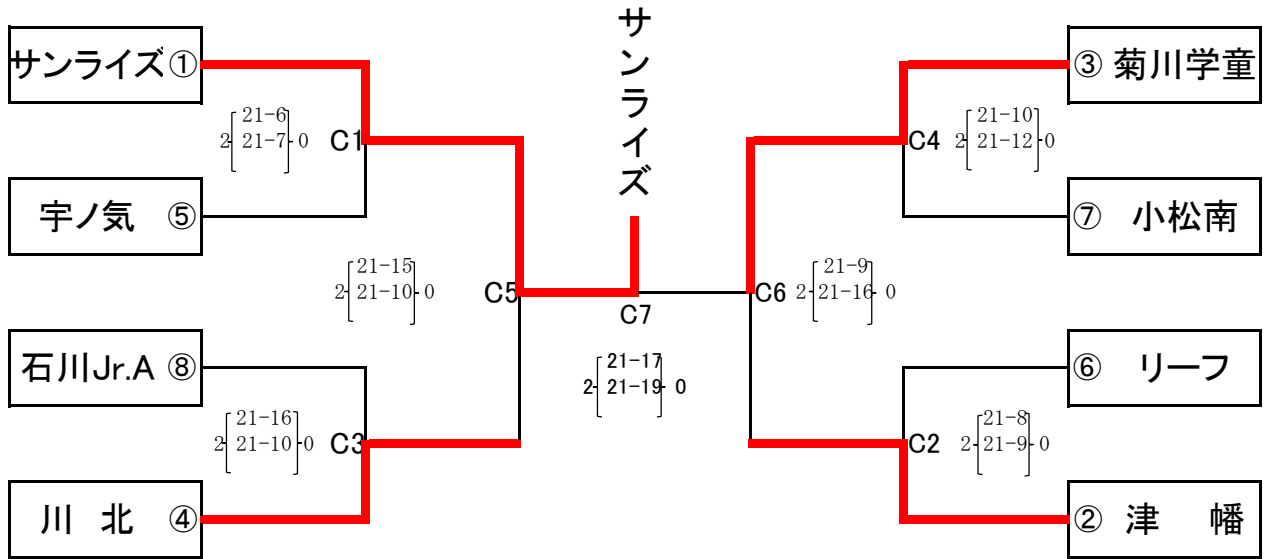 サンライズ
サンライズ ①
③ 菊川学童
21-6
2 21-7 0
C1
C4
21-10
2 21-12 0
宇ノ気 ⑤
⑦ 小松南
21-15
2 21-10 0
C5
C7
C6
21-9
2 21-16 0
石川Jr.A ⑧
⑥ リーフ
21-17
2 21-19 0
21-16
2 21-10 0
C3
C2
21-8
2 21-9 0
川 北 ④
② 津 幡